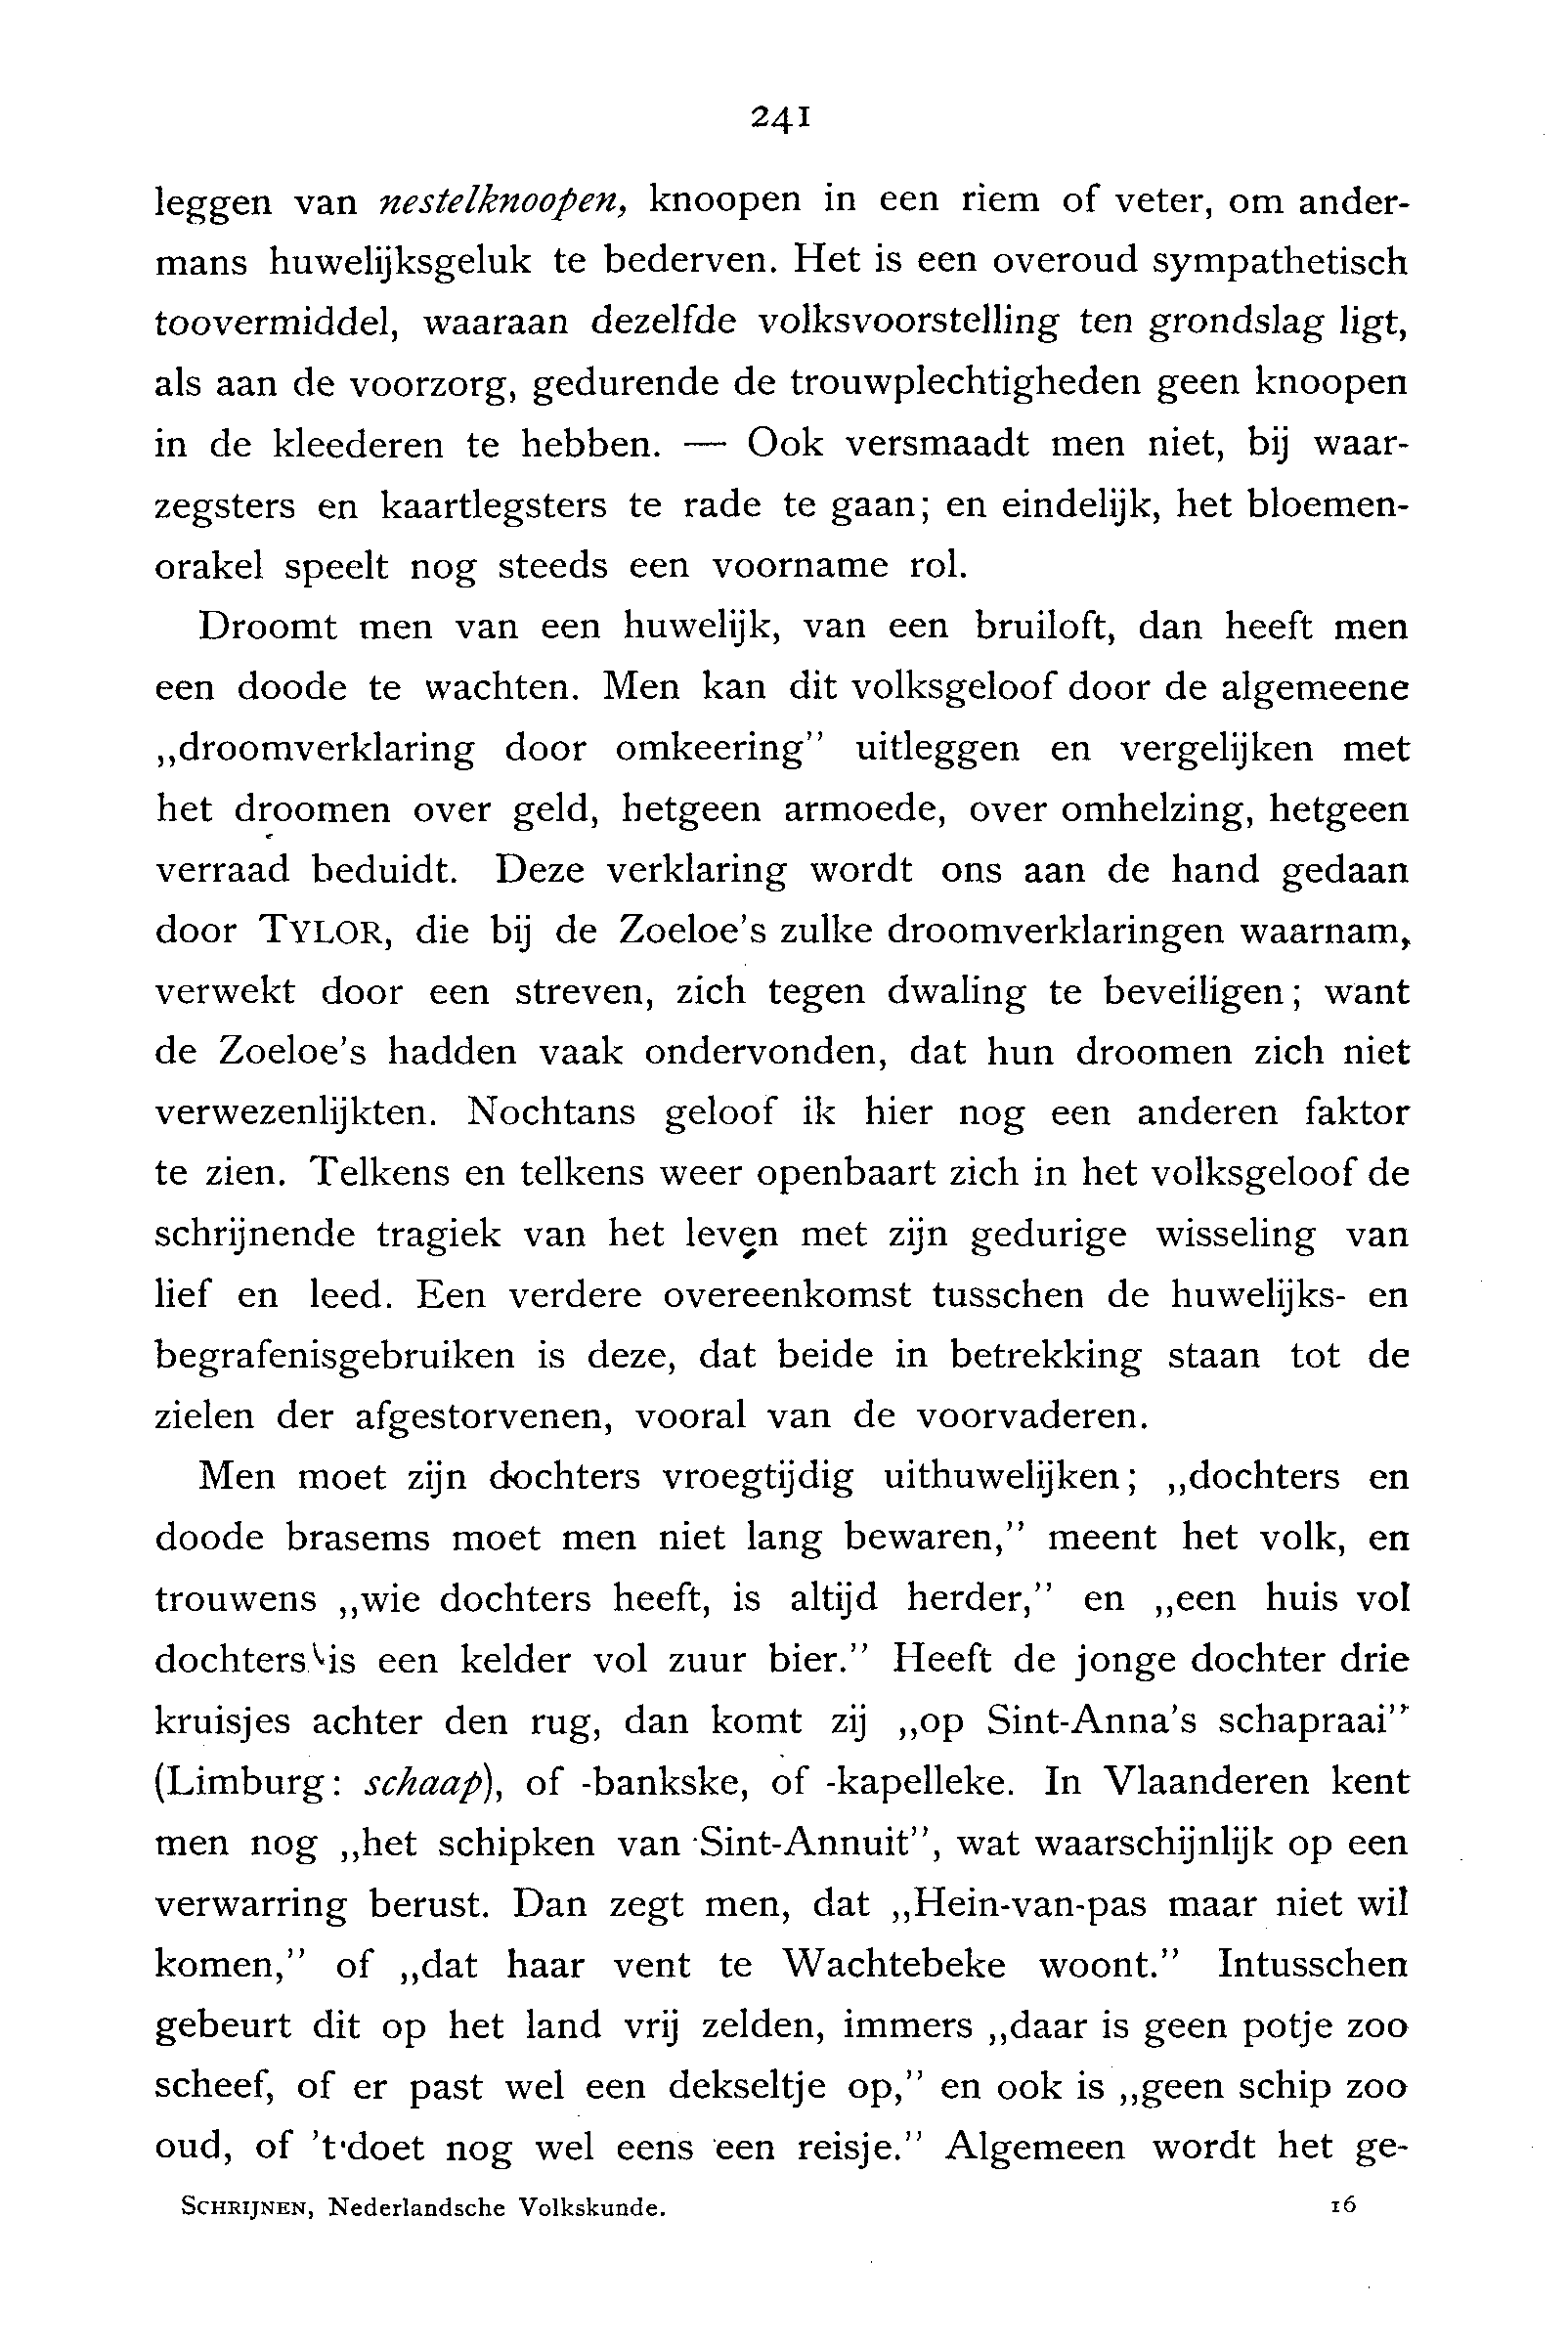 241
leggen van nestelknoopen, knoopen in een riem of veter, om ander-
mans huwelijksgeluk te bederven. Het is een overoud sympathetisch
toovermiddel, waaraan dezelfde volksvoorstelling ten grondslag ligt,
als aan de voorzorg, gedurende de trouwplechtigheden geen knoopen
in de kleederen te hebben. — Ook versmaadt men niet, bij waar-
zegsters en kaartlegsters te rade te gaan; en eindelijk, het bloemen-
orakel speelt nog steeds een voorname rol.
Droomt men van een huwelijk, van een bruiloft, dan heeft men
een doode te wachten. Men kan dit volksgeloof door de algemeene
„droomverklaring door omkeering” uitleggen en vergelijken met
het droomen over geld, hetgeen armoede, over omhelzing, hetgeen
verraad beduidt. Deze verklaring wordt ons aan de hand gedaan
door TYLOR, die bij de Zoeloe's zulke droomverklaringen waarnam,
verwekt door een streven, zich tegen dwaling te beveiligen; want
de Zoeloe's hadden vaak ondervonden, dat hun droomen zich niet
verwezenlijkten. Nochtans geloof ik hier nog een anderen faktor
te zien. Telkens en telkens weer openbaart zich in het volksgeloof de
schrijnende tragiek van het leven met zijn gedurige wisseling van
lief en leed. Een verdere overeenkomst tusschen de huwelijks- en
begrafenisgebruiken is deze, dat beide in betrekking staan tot de
zielen der afgestorvenen, vooral van de voorvaderen.
Men moet zijn dochters vroegtijdig uithuwelijken; „dochters en
doode brasems moet men niet lang bewaren,” meent het volk, en
trouwens „wie dochters heeft, is altijd herder,” en „een huis vol
dochters is een kelder vol zuur bier.” Heeft de jonge dochter drie
kruisjes achter den rug, dan komt zij „op Sint-Anna's schapraai”
(Limburg: schaap), of -bankske, of -kapelleke. In Vlaanderen kent
men nog „het schipken van Sint-Annuit”, wat waarschijnlijk op een
verwarring berust. Dan zegt men, dat „Hein-van-pas maar niet wil
komen,” of „dat haar vent te Wachtebeke woont.” Intusschen
gebeurt dit op het land vrij zelden, immers „daar is geen potje zoo
scheef, of er past wel een dekseltje op,” en ook is „geen schip zoo
oud, of 't doet nog wel eens een reisje.” Algemeen wordt het ge-
SCHRIJNEN, Nederlandsche Volkskunde. 16